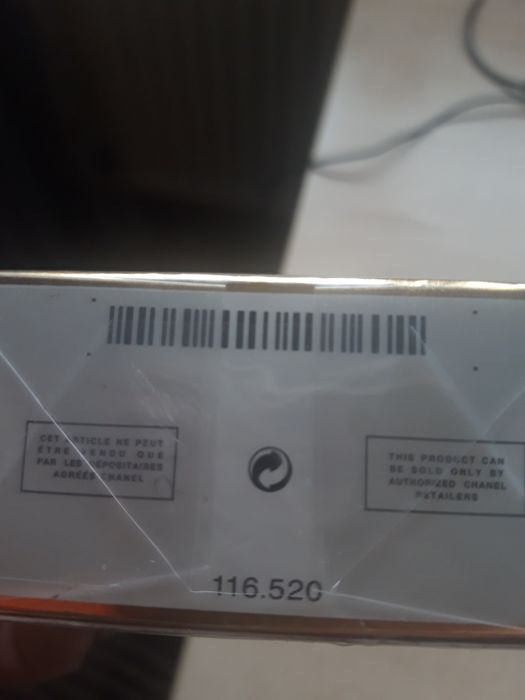 CET ARTICLE NE PEUT
ÊTRE VENDU QUE
PAR LES DÉPOSITAIRES
AGRÉÉS CHANEL
THIS PRODUCT CAN
BE SOLD ONLY BY
AUTHORIZED CHANEL
RETAILERS
116.520